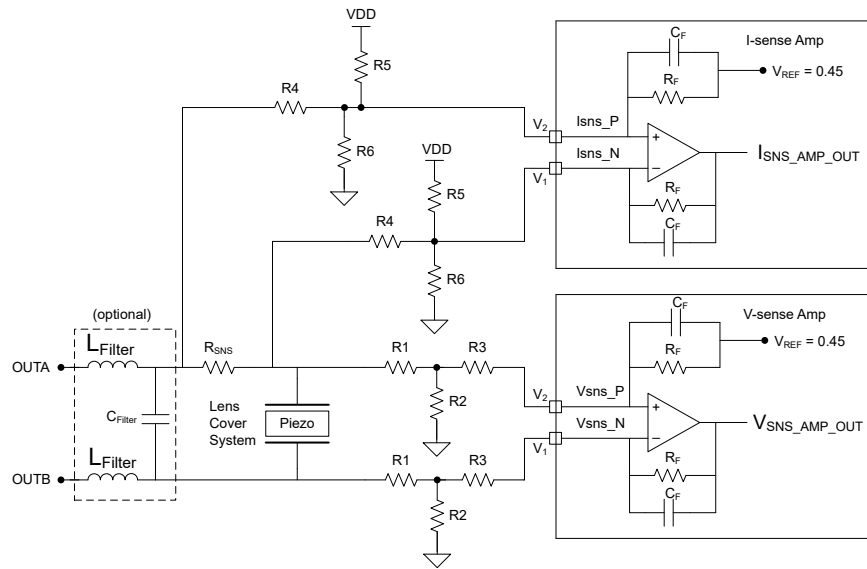 VDD
R5
R4
R6
VDD
R5
R4
R6
V2
Isns_P
Isns_N
V1
CF
I-sense Amp
VREF = 0.45
RF
+
−
ISNS_AMP_OUT
RF
CF
(optional)
LFilter
OUTA
CFilter
LFilter
OUTB
RSNS
Lens
Cover
System
Piezo
R1
R3
R2
R1
R3
R2
V2
Vsns_P
Vsns_N
V1
CF
V-sense Amp
VREF = 0.45
RF
+
−
VSNS_AMP_OUT
RF
CF